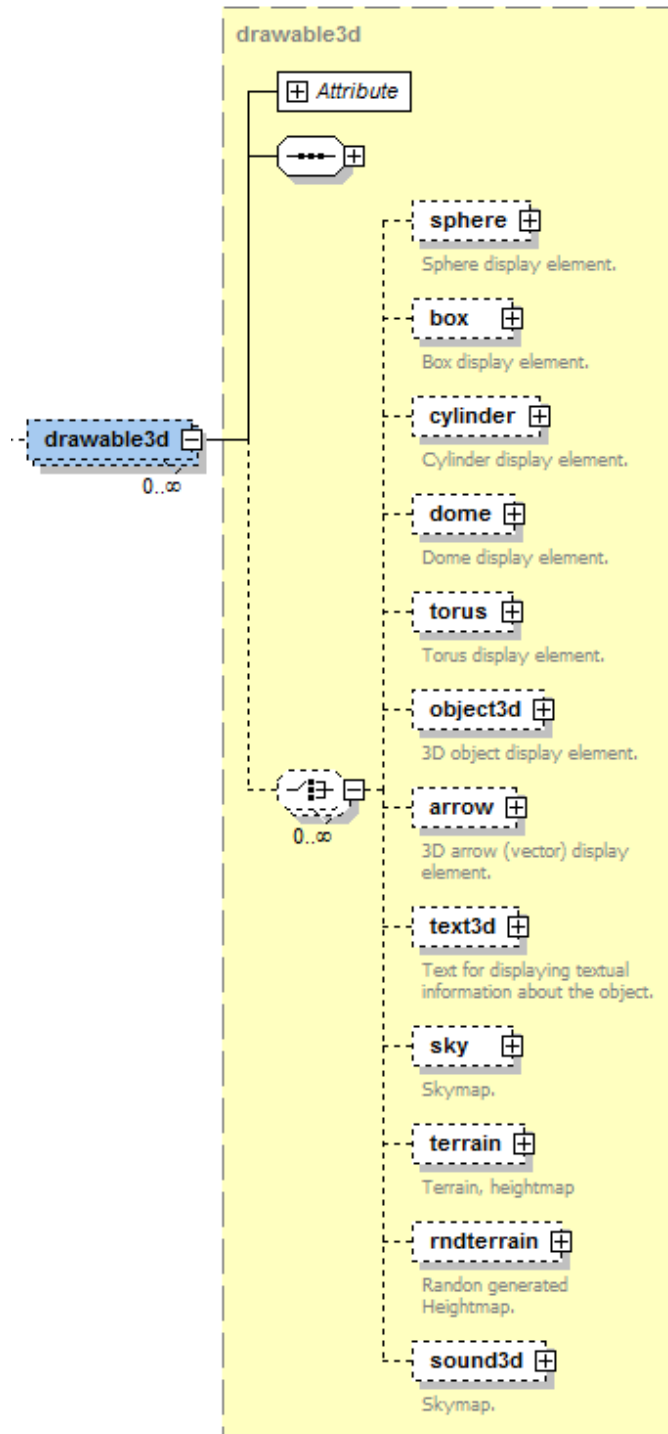 drawable3d
Attribute
sphere
Sphere display element.
box
Box display element.
cylinder
Cylinder display element.
drawable3d
0..∞
dome
Dome display element.
torus
Torus display element.
object3d
3D object display element.
0..∞
arrow
3D arrow (vector) display
element.
text3d
Text for displaying textual
information about the object.
sky
Skymap.
terrain
Terrain, heightmap
rndterrain
Randon generated
Heightmap.
sound3d
Skymap.